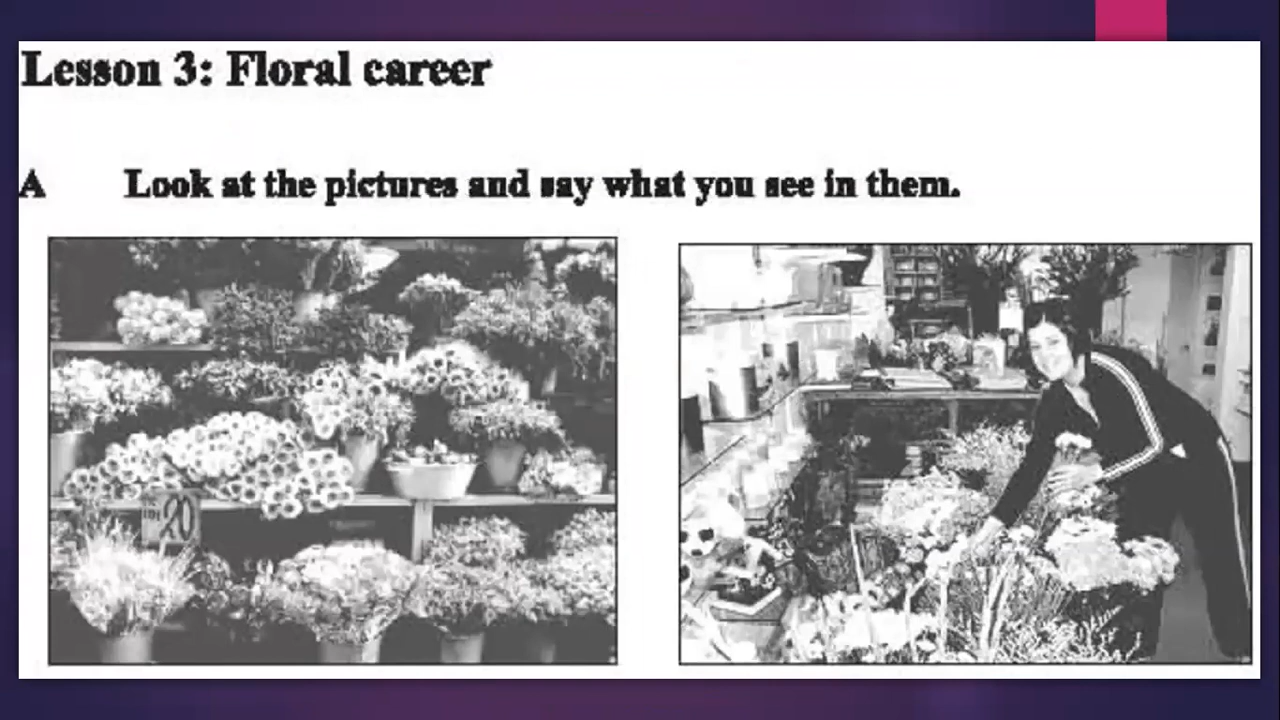 Lesson 3: Floral career
A Look at the pictures and say what you see in them.
20